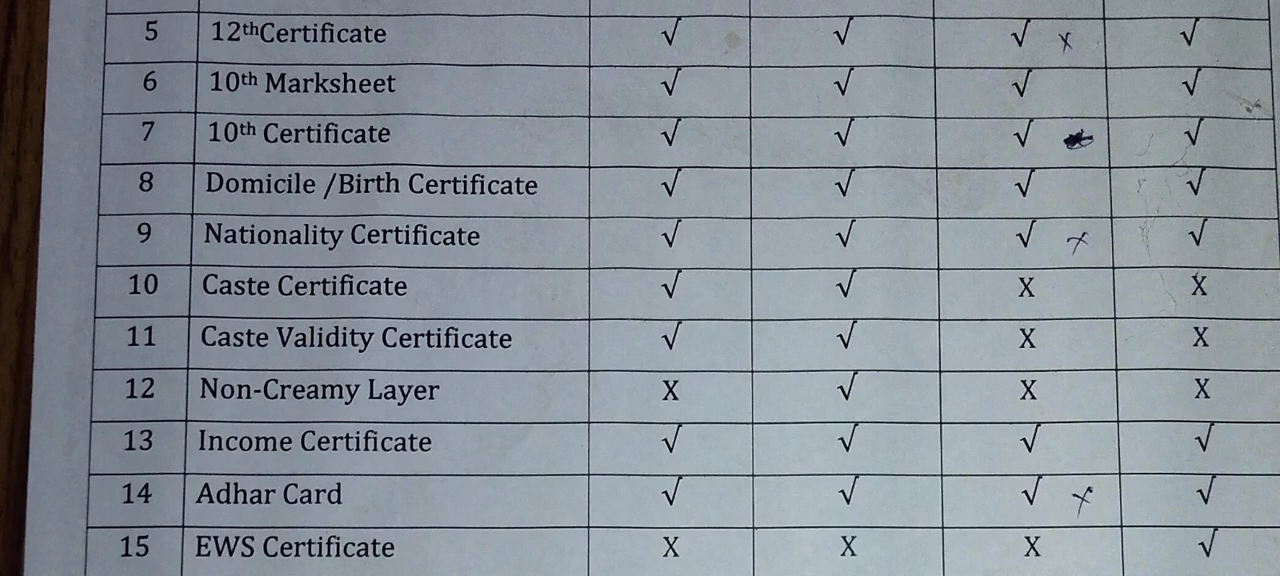 5 12thCertificate √ √ √ x √
6 10th Marksheet √ √ √ √
7 10th Certificate √ √ √ √
8 Domicile /Birth Certificate √ √ √ √
9 Nationality Certificate √ √ √ x √
10 Caste Certificate √ √ X X
11 Caste Validity Certificate √ √ X X
12 Non-Creamy Layer X √ X X
13 Income Certificate √ √ √ √
14 Adhar Card √ √ √ x √
15 EWS Certificate X X X √